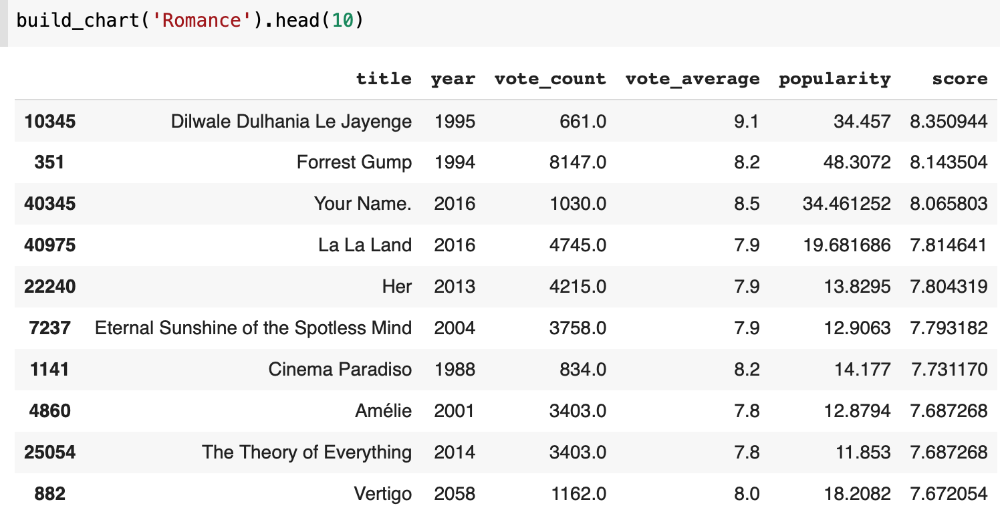 build_chart('Romance').head(10)
title year vote_count vote_average popularity score
10345 Dilwale Dulhania Le Jayenge 1995 661.0 9.1 34.457 8.350944
351 Forrest Gump 1994 8147.0 8.2 48.3072 8.143504
40345 Your Name. 2016 1030.0 8.5 34.461252 8.065803
40975 La La Land 2016 4745.0 7.9 19.681686 7.814641
22240 Her 2013 4215.0 7.9 13.8295 7.804319
7237 Eternal Sunshine of the Spotless Mind 2004 3758.0 7.9 12.9063 7.793182
1141 Cinema Paradiso 1988 834.0 8.2 14.177 7.731170
4860 Amélie 2001 3403.0 7.8 12.8794 7.687268
25054 The Theory of Everything 2014 3403.0 7.8 11.853 7.687268
882 Vertigo 2058 1162.0 8.0 18.2082 7.672054